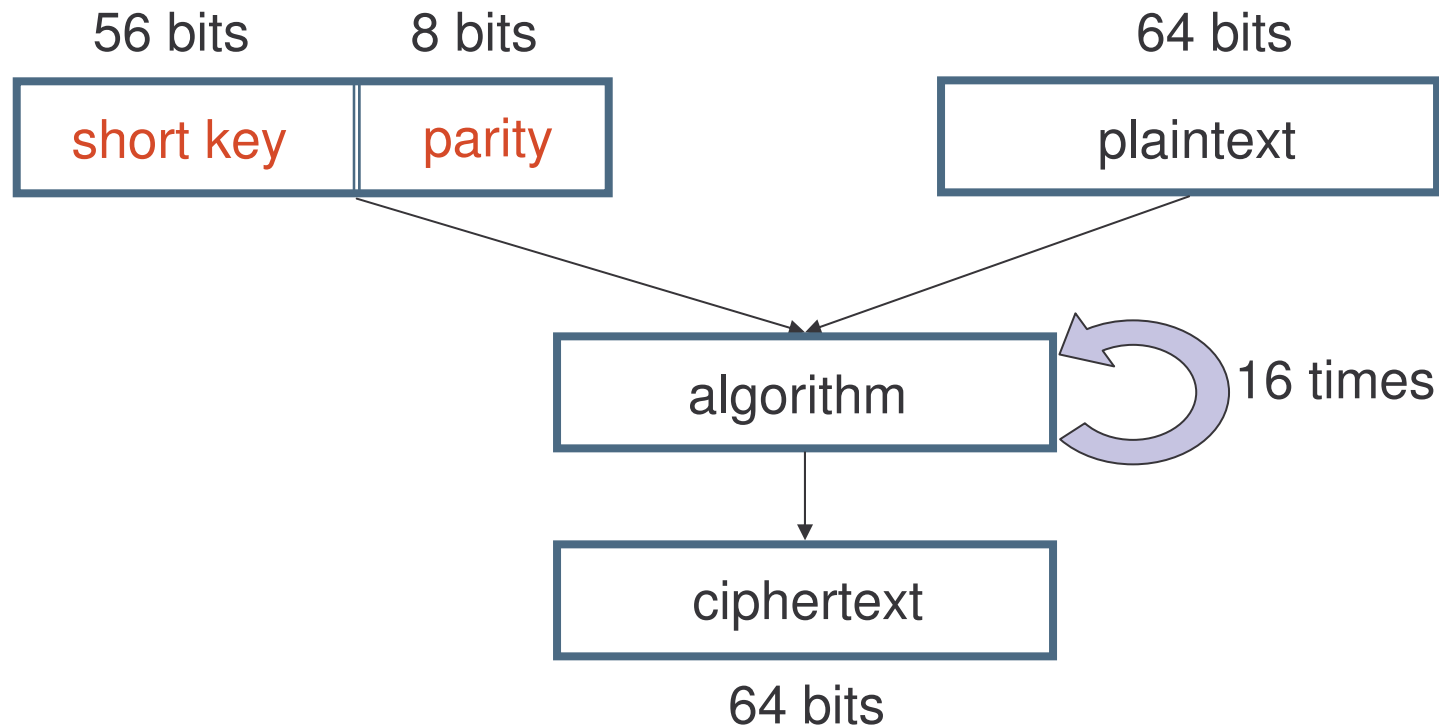 56 bits
8 bits
64 bits
short key
parity
plaintext
algorithm
16 times
ciphertext
64 bits